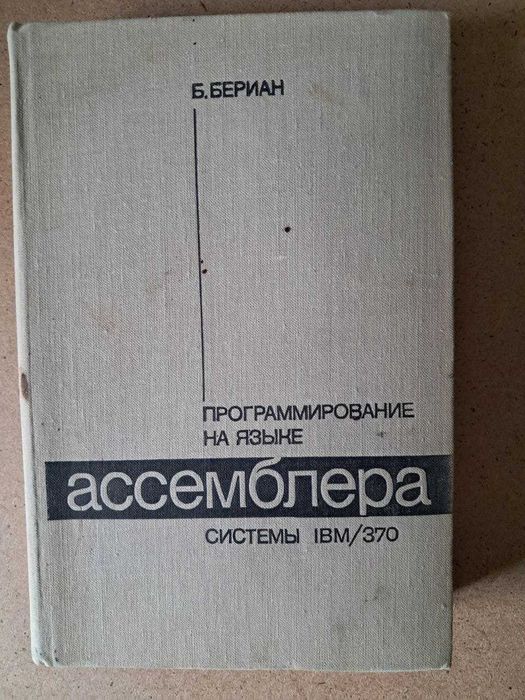 Б. БЕРИАН
ПРОГРАММИРОВАНИЕ
НА ЯЗЫКЕ
ассемблера
СИСТЕМЫ IBM/370